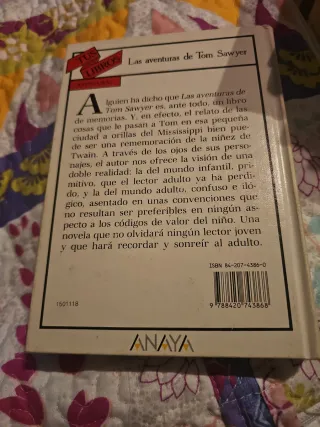 TUS
LIBROS
Las aventuras de Tom Sawyer
Alguien ha dicho que Las aventuras de
Tom Sawyer es, ante todo, un libro
de memorias. Y, en efecto, el relato de las
cosas que le pasan a Tom en esa pequeña
ciudad a orillas del Mississippi bien pue-
de ser una rememoración de la niñez de
Twain. A través de los ojos de sus perso-
najes, el autor nos ofrece la visión de una
doble realidad: la del mundo infantil, pri-
mitivo, que el lector adulto ya ha perdi-
do, y la del mundo adulto, confuso e iló-
gico, asentado en unas convenciones que
no resultan ser preferibles en ningún as-
pecto a los códigos de valor del niño. Una
novela que no olvidará ningún lector joven
y que hará recordar y sonreír al adulto.
ISBN 84-207-4386-0
9 788420 743868
1501118
ANAYA